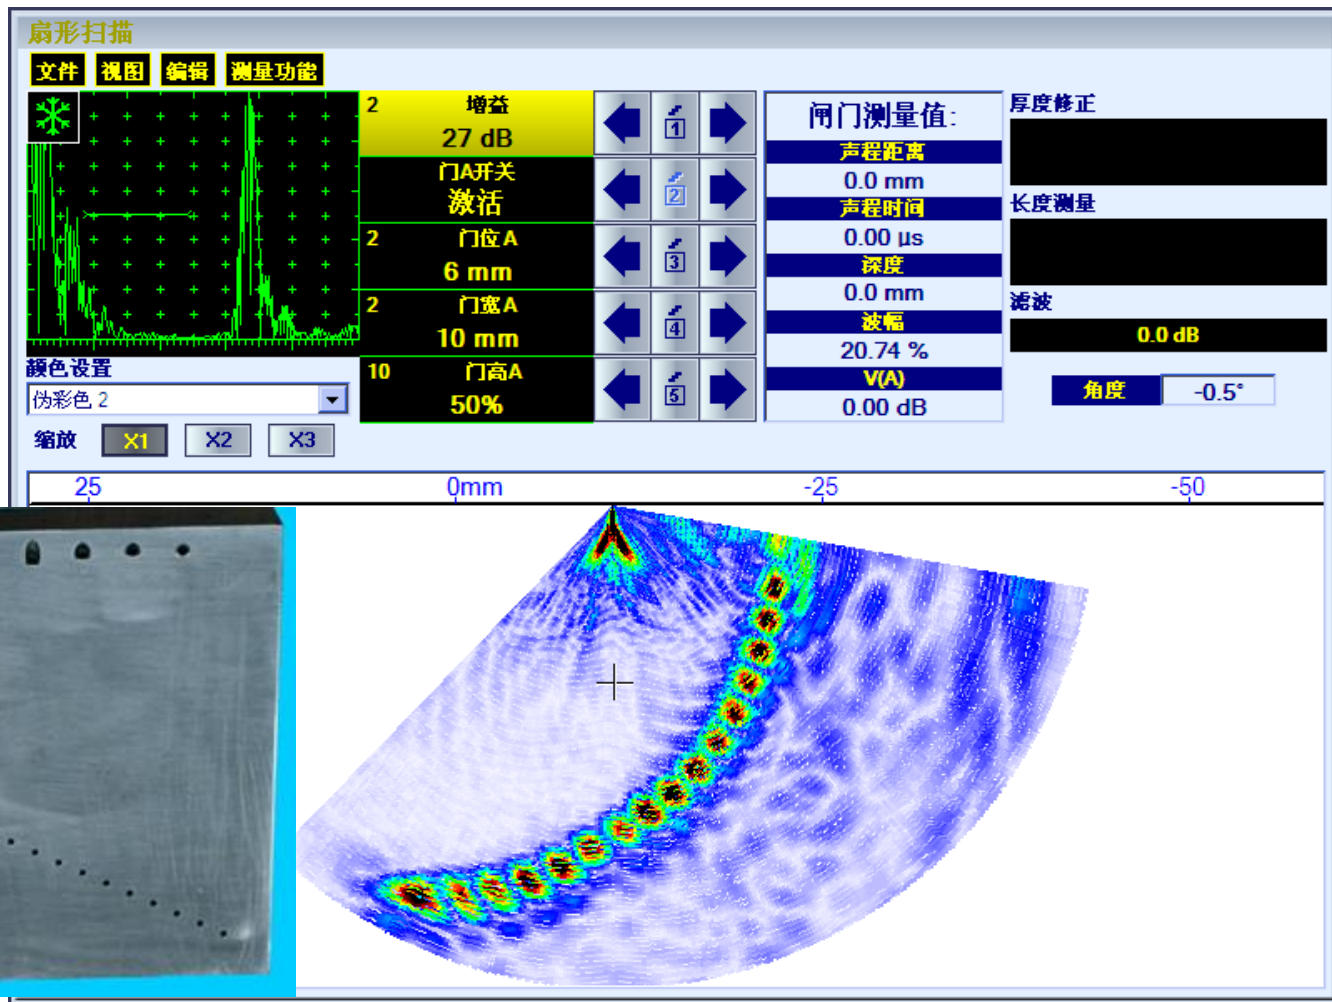 扇形扫描
文件 视图 编辑 测量功能
2 增益
27 dB
1
门A开关
激活
2
2 门位A
6 mm
3
2 门宽A
10 mm
4
10 门高A
50%
5
闸门测量值:
声程距离
0.0 mm
声程时间
0.00 µs
深度
0.0 mm
波幅
20.74 %
V(A)
0.00 dB
厚度修正
长度测量
滤波
0.0 dB
角度 -0.5°
颜色设置
伪彩色 2
缩放 X1 X2 X3
25 0mm -25 -50